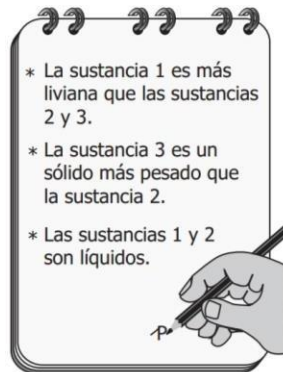 * La sustancia 1 es más
liviana que las sustancias
2 y 3.
* La sustancia 3 es un
sólido más pesado que
la sustancia 2.
* Las sustancias 1 y 2
son líquidos.
P